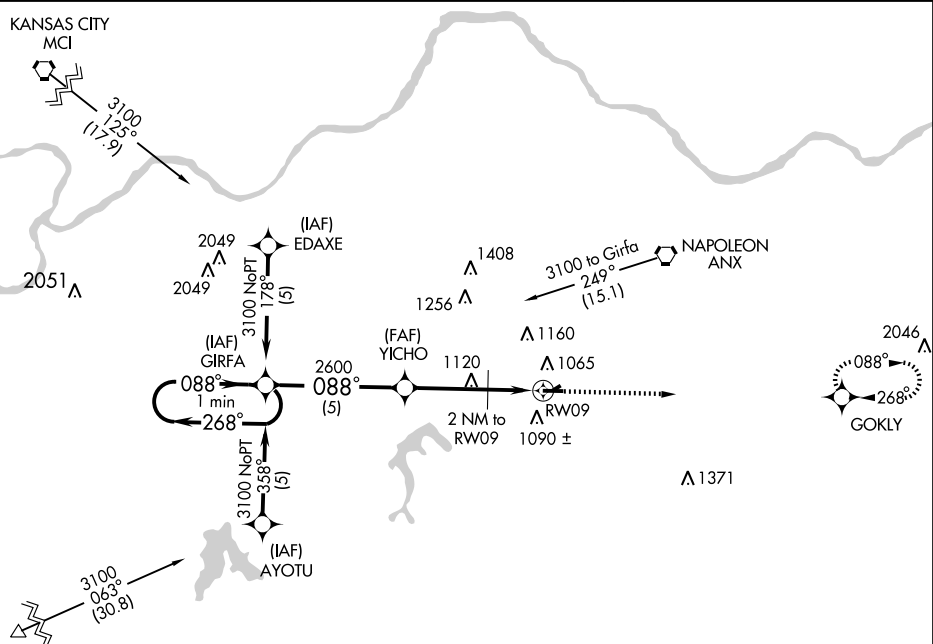 KANSAS CITY
MCI
3100
125°
(17.9)
(IAF)
EDAXE
2049
2049
2051
3100 NoPT
178°
(5)
1408
1256
3100 to Girfa
249°
(15.1)
NAPOLEON
ANX
(IAF)
GIRFA
(FAF)
YICHO
1160
1065
1120
2046
088°
1 min
268°
2600
088°
(5)
2 NM to
RW09
RW09
1090 ±
088°
268°
GOKLY
3100 NoPT
358°
(5)
1371
(IAF)
AYOTU
3100
063°
(30.8)